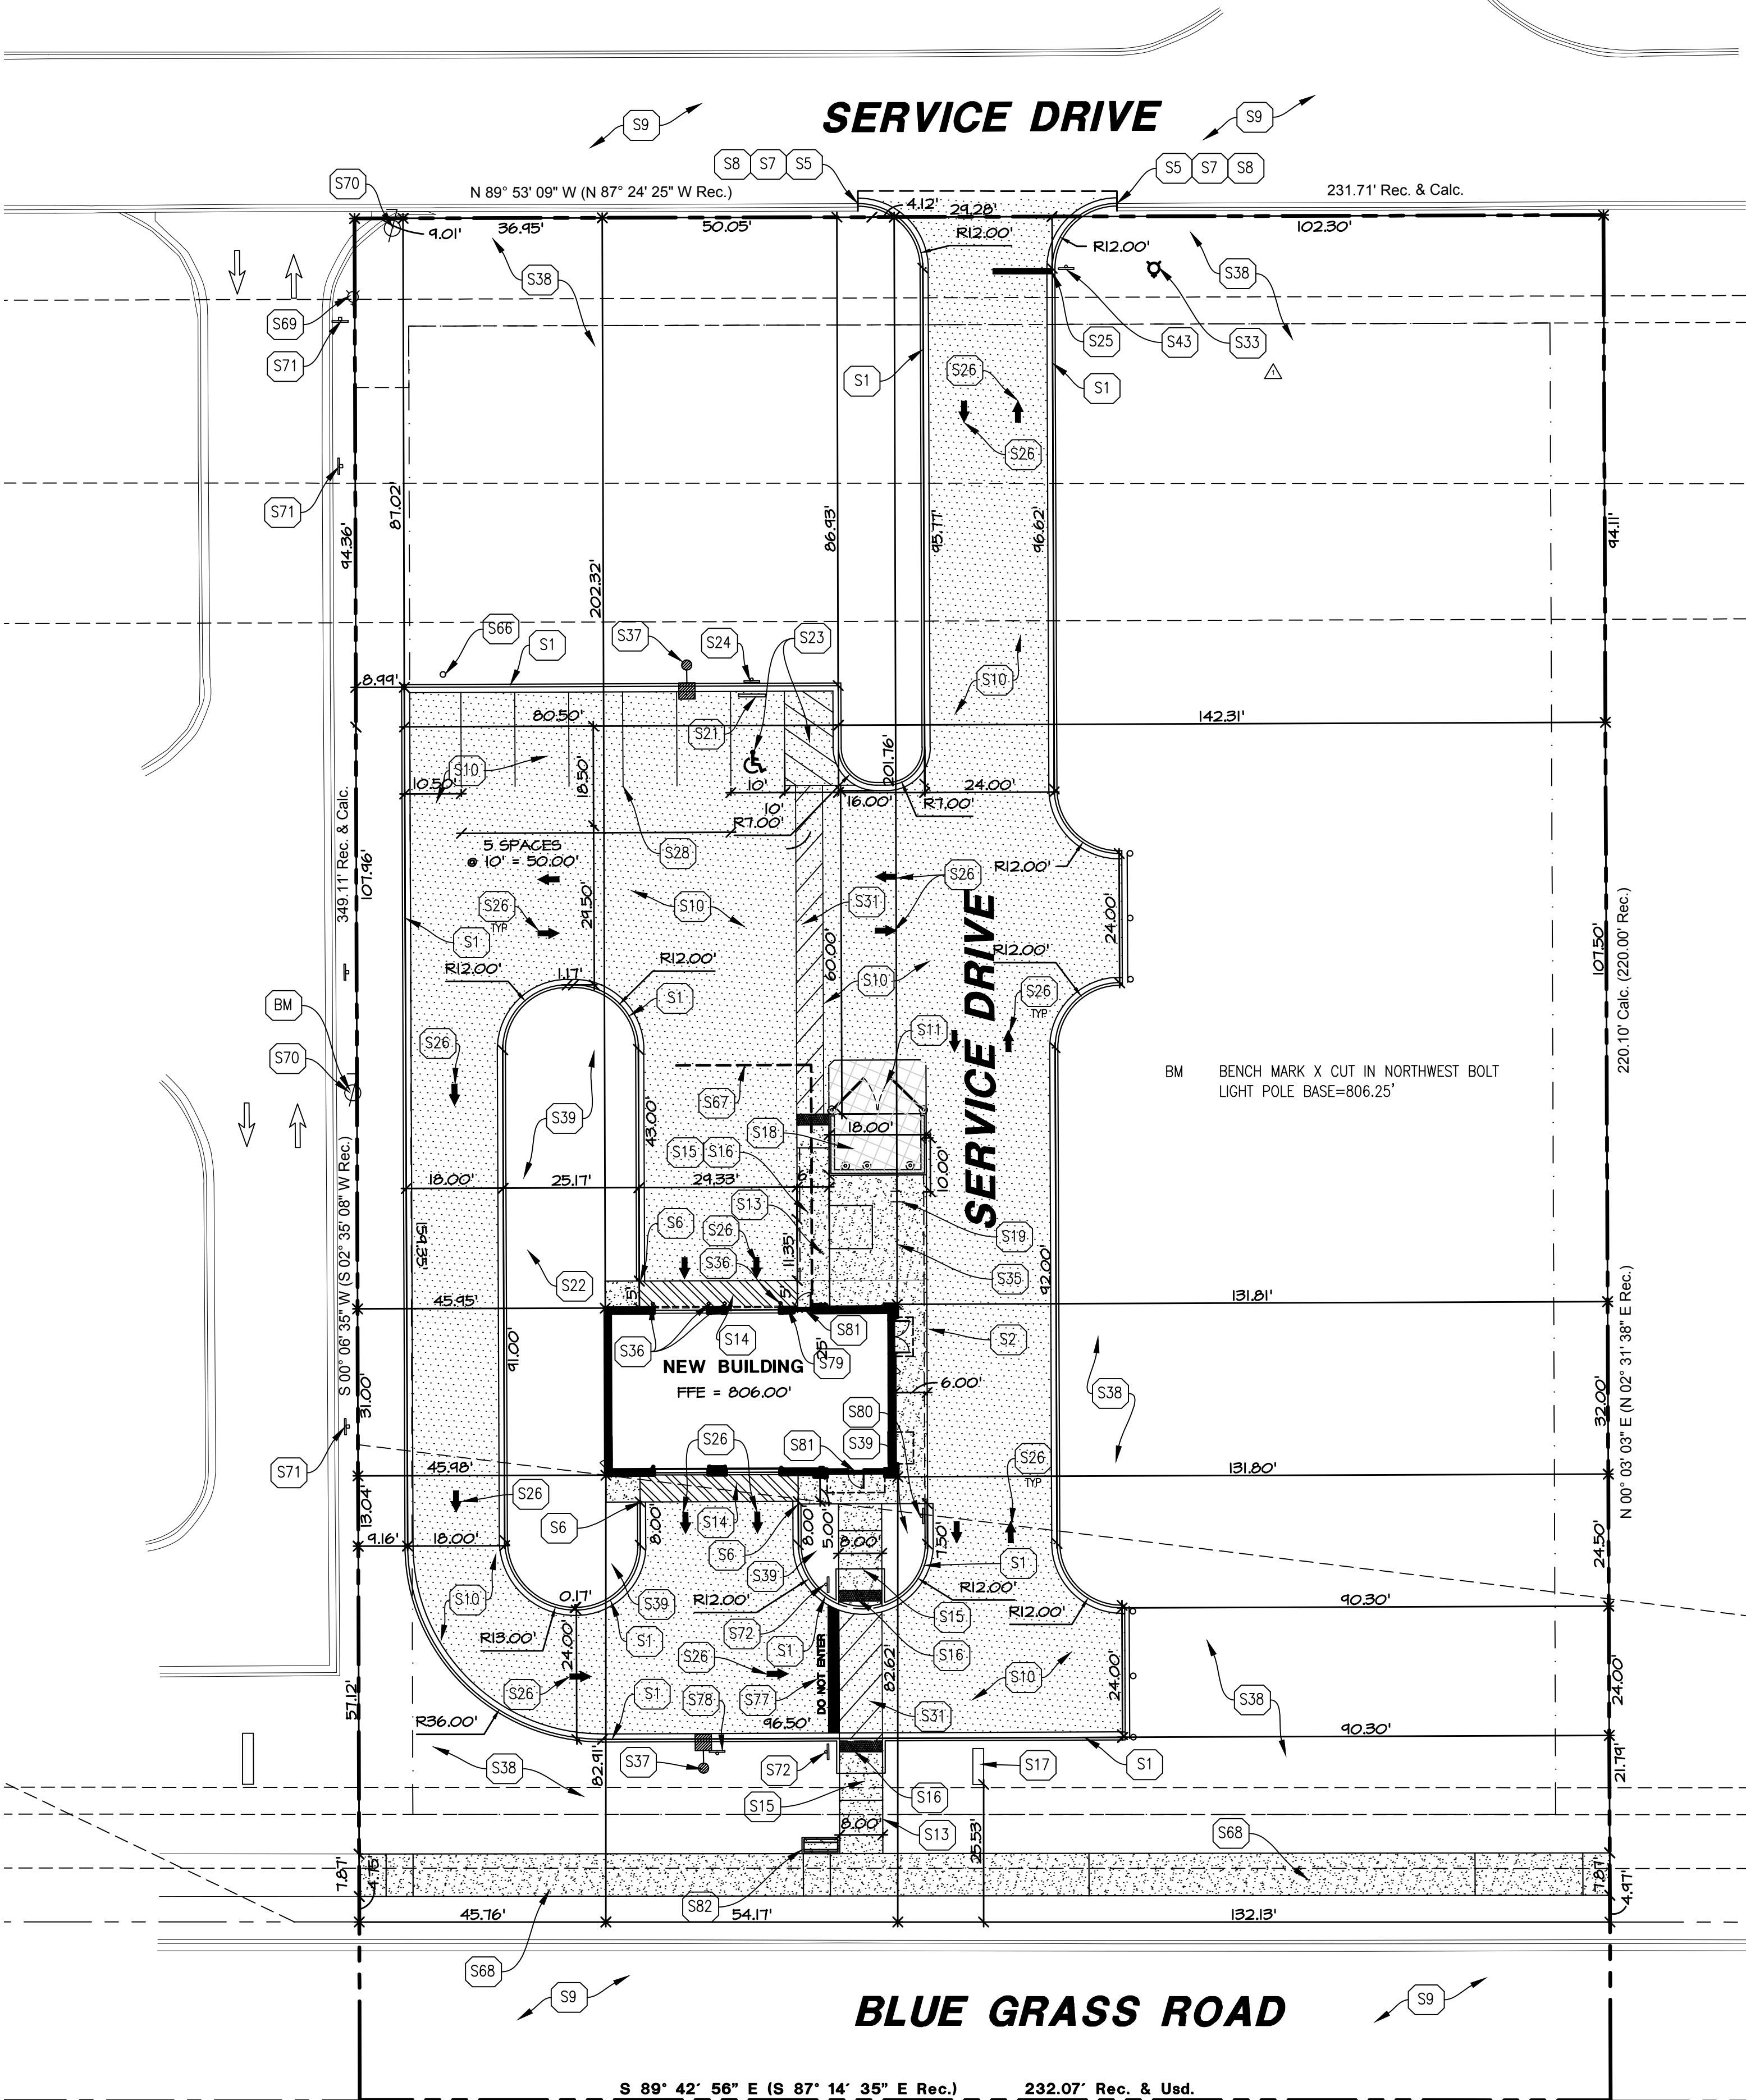 SERVICE DRIVE
S9
S9
S8 S7 S5
S5 S7 S8
S70
N 89° 53' 09" W (N 87° 24' 25" W Rec.)
231.71' Rec. & Calc.
9.01'
36.95'
50.05'
4.12'
29.28'
102.30'
R12.00'
R12.00'
S38
S38
S69
S71
S25
S43
S33
1
S1
S26
S1
S26
S71
94.36'
87.02'
202.32'
86.93'
95.77'
96.62'
94.11'
S66
S1
S37
S24
S23
S10
8.99'
80.50'
142.31'
S21
S10
10.50'
18.50'
10'
10'
201.76'
16.00'
R7.00'
24.00'
R7.00'
349.11' Rec. & Calc.
107.96'
5 SPACES
@ 10' = 50.00'
S28
R12.00'
S26
TYP
29.50'
S10
S31
S26
24.00'
S1
R12.00'
1.17'
R12.00'
60.00'
S10
R12.00'
SERVICE DRIVE
107.50'
220.10' Calc. (220.00' Rec.)
S1
S26
TYP
BM
S70
S26
S11
BM BENCH MARK X CUT IN NORTHWEST BOLT
LIGHT POLE BASE=806.25'
S39
S67
43.00'
S18
18.00'
S15 S16
10.00'
18.00'
25.17'
29.33'
6'
S13
S6
S26
S36
11.35'
S19
S35
159.35'
S22
92.00'
45.95'
5'
5'
131.81'
S 00° 06' 35" W (S 02° 35' 08" W Rec.)
N 00° 03' 03" E (N 02° 31' 38" E Rec.)
S36
S14
S81
S79
S2
91.00'
25'
NEW BUILDING
FFE = 806.00'
31.00'
6.00'
S38
32.00'
S80
S39
S26
S81
S26
TYP
S71
45.98'
131.80'
S26
S6
S14
S6
13.04'
9.16'
18.00'
8.00'
8.00'
5.00'
8.00'
7.50'
24.50'
S39
S1
S10
0.17'
S39
R12.00'
R12.00'
R12.00'
90.30'
R13.00'
S1
S72
S1
S15
S16
24.00'
S26
S26
S77
DO NOT ENTER
82.62'
S10
24.00'
24.00'
57.12'
S1
S78
S31
S38
R36.00'
96.50'
90.30'
S38
82.91'
S37
S72
S17
S1
21.79'
S15
S16
8.00'
S13
25.53'
S68
7.87'
4.75'
7.87'
4.97'
S82
45.76'
54.17'
132.13'
S68
S9
BLUE GRASS ROAD
S9
S 89° 42´ 56” E (S 87° 14´ 35” E Rec.) 232.07´ Rec. & Usd.